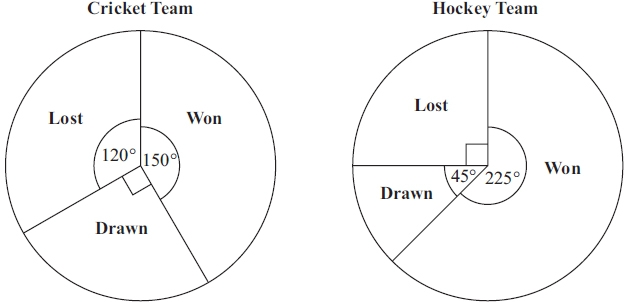 Cricket Team
Lost
Won
120°
150°
Drawn
Hockey Team
Lost
Won
45°
225°
Drawn